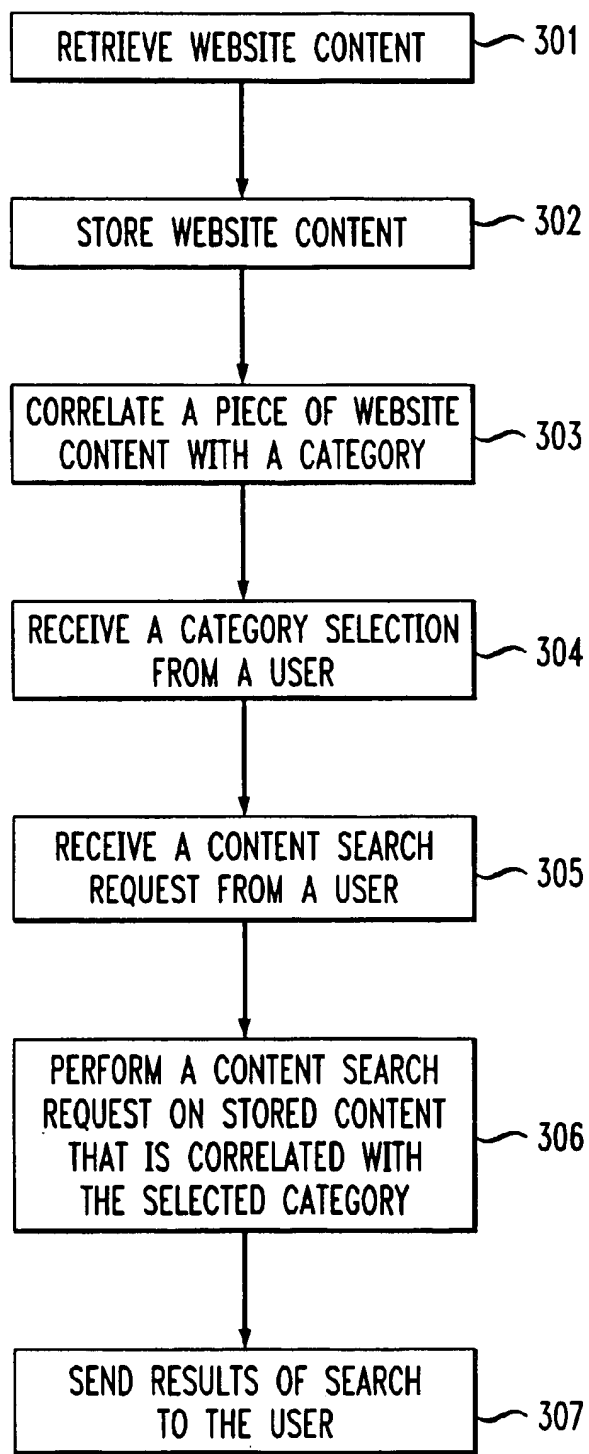 RETRIEVE WEBSITE CONTENT
301
STORE WEBSITE CONTENT
302
CORRELATE A PIECE OF WEBSITE
CONTENT WITH A CATEGORY
303
RECEIVE A CATEGORY SELECTION
FROM A USER
304
RECEIVE A CONTENT SEARCH
REQUEST FROM A USER
305
PERFORM A CONTENT SEARCH
REQUEST ON STORED CONTENT
THAT IS CORRELATED WITH
THE SELECTED CATEGORY
306
SEND RESULTS OF SEARCH
TO THE USER
307